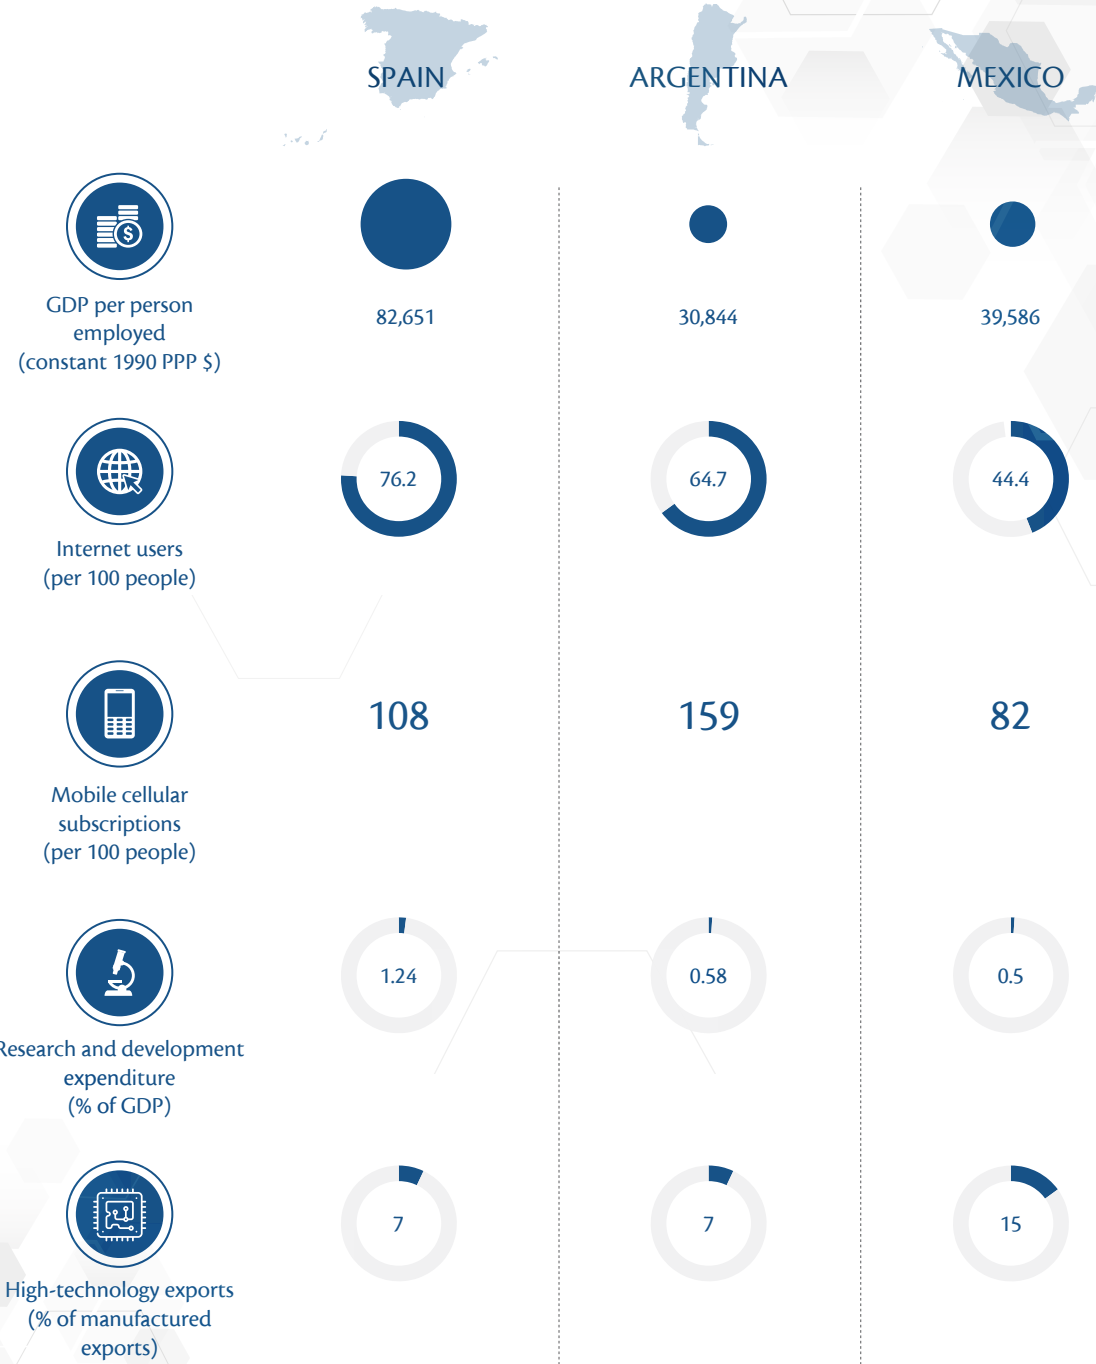 SPAIN
ARGENTINA
MEXICO
GDP per person
employed
(constant 1990 PPP $)
82,651
30,844
39,586
Internet users
(per 100 people)
76.2
64.7
44.4
Mobile cellular
subscriptions
(per 100 people)
108
159
82
Research and development
expenditure
(% of GDP)
1.24
0.58
0.5
High-technology exports
(% of manufactured
exports)
7
7
15